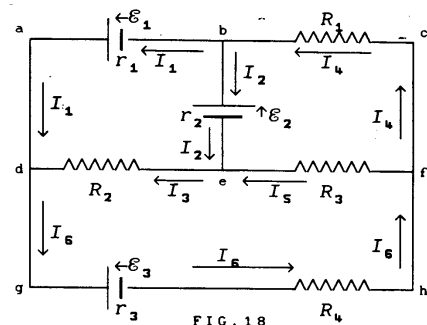 a ←ℰ₁ b R₁ c
r₁ I₁ I₂ I₄
I₁ r₂ ↑ℰ₂ I₄
I₂
d R₂ I₃ e I₅ R₃ f
I₆ I₆ I₆
←ℰ₃
g r₃ R₄ h
FIG.18